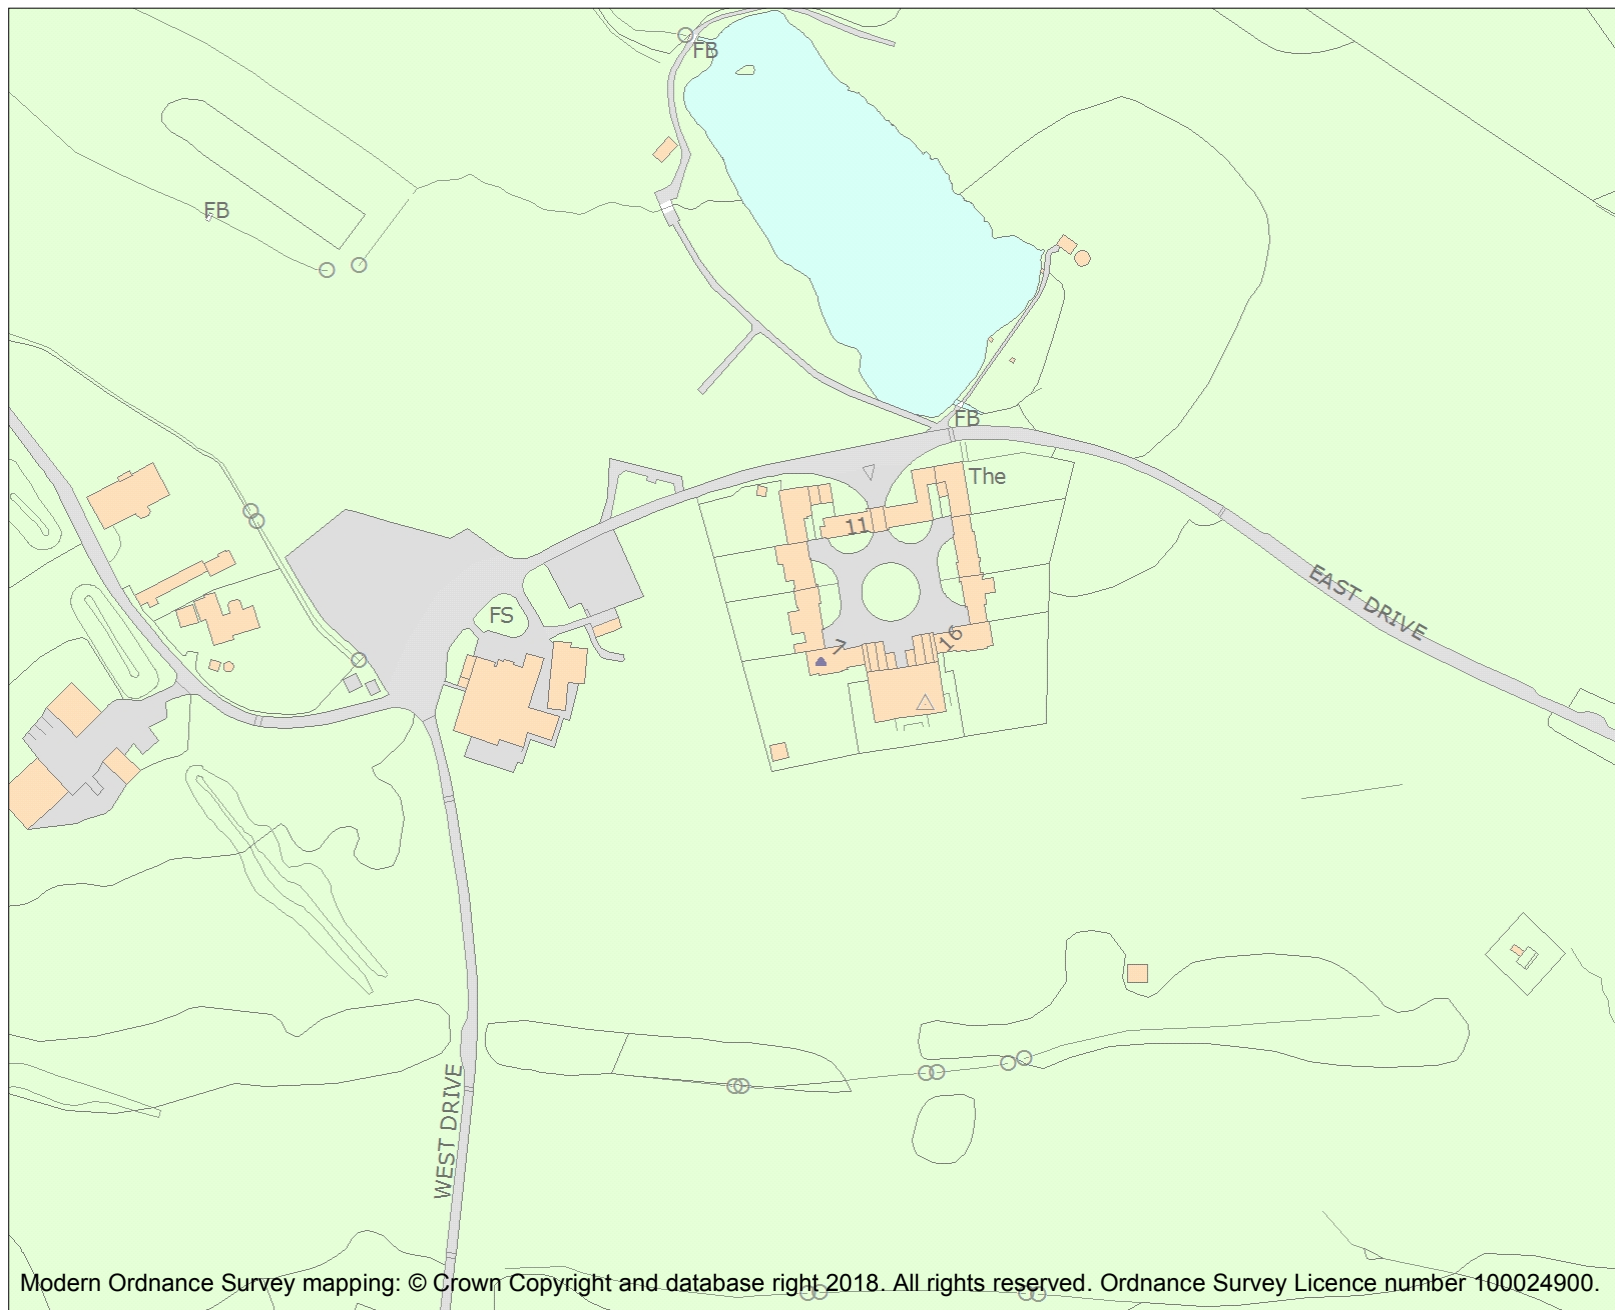 FB
FB
FB
The
11
EAST DRIVE
FS
7
16
WEST DRIVE
Modern Ordnance Survey mapping: © Crown Copyright and database right 2018. All rights reserved. Ordnance Survey Licence number 100024900.